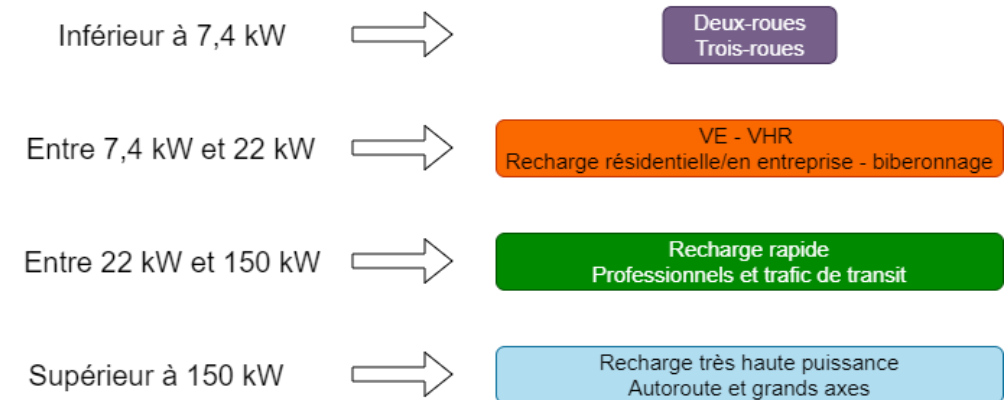 Inférieur à 7,4 kW
Deux-roues
Trois-roues
Entre 7,4 kW et 22 kW
VE - VHR
Recharge résidentielle/en entreprise - biberonnage
Entre 22 kW et 150 kW
Recharge rapide
Professionnels et trafic de transit
Supérieur à 150 kW
Recharge très haute puissance
Autoroute et grands axes